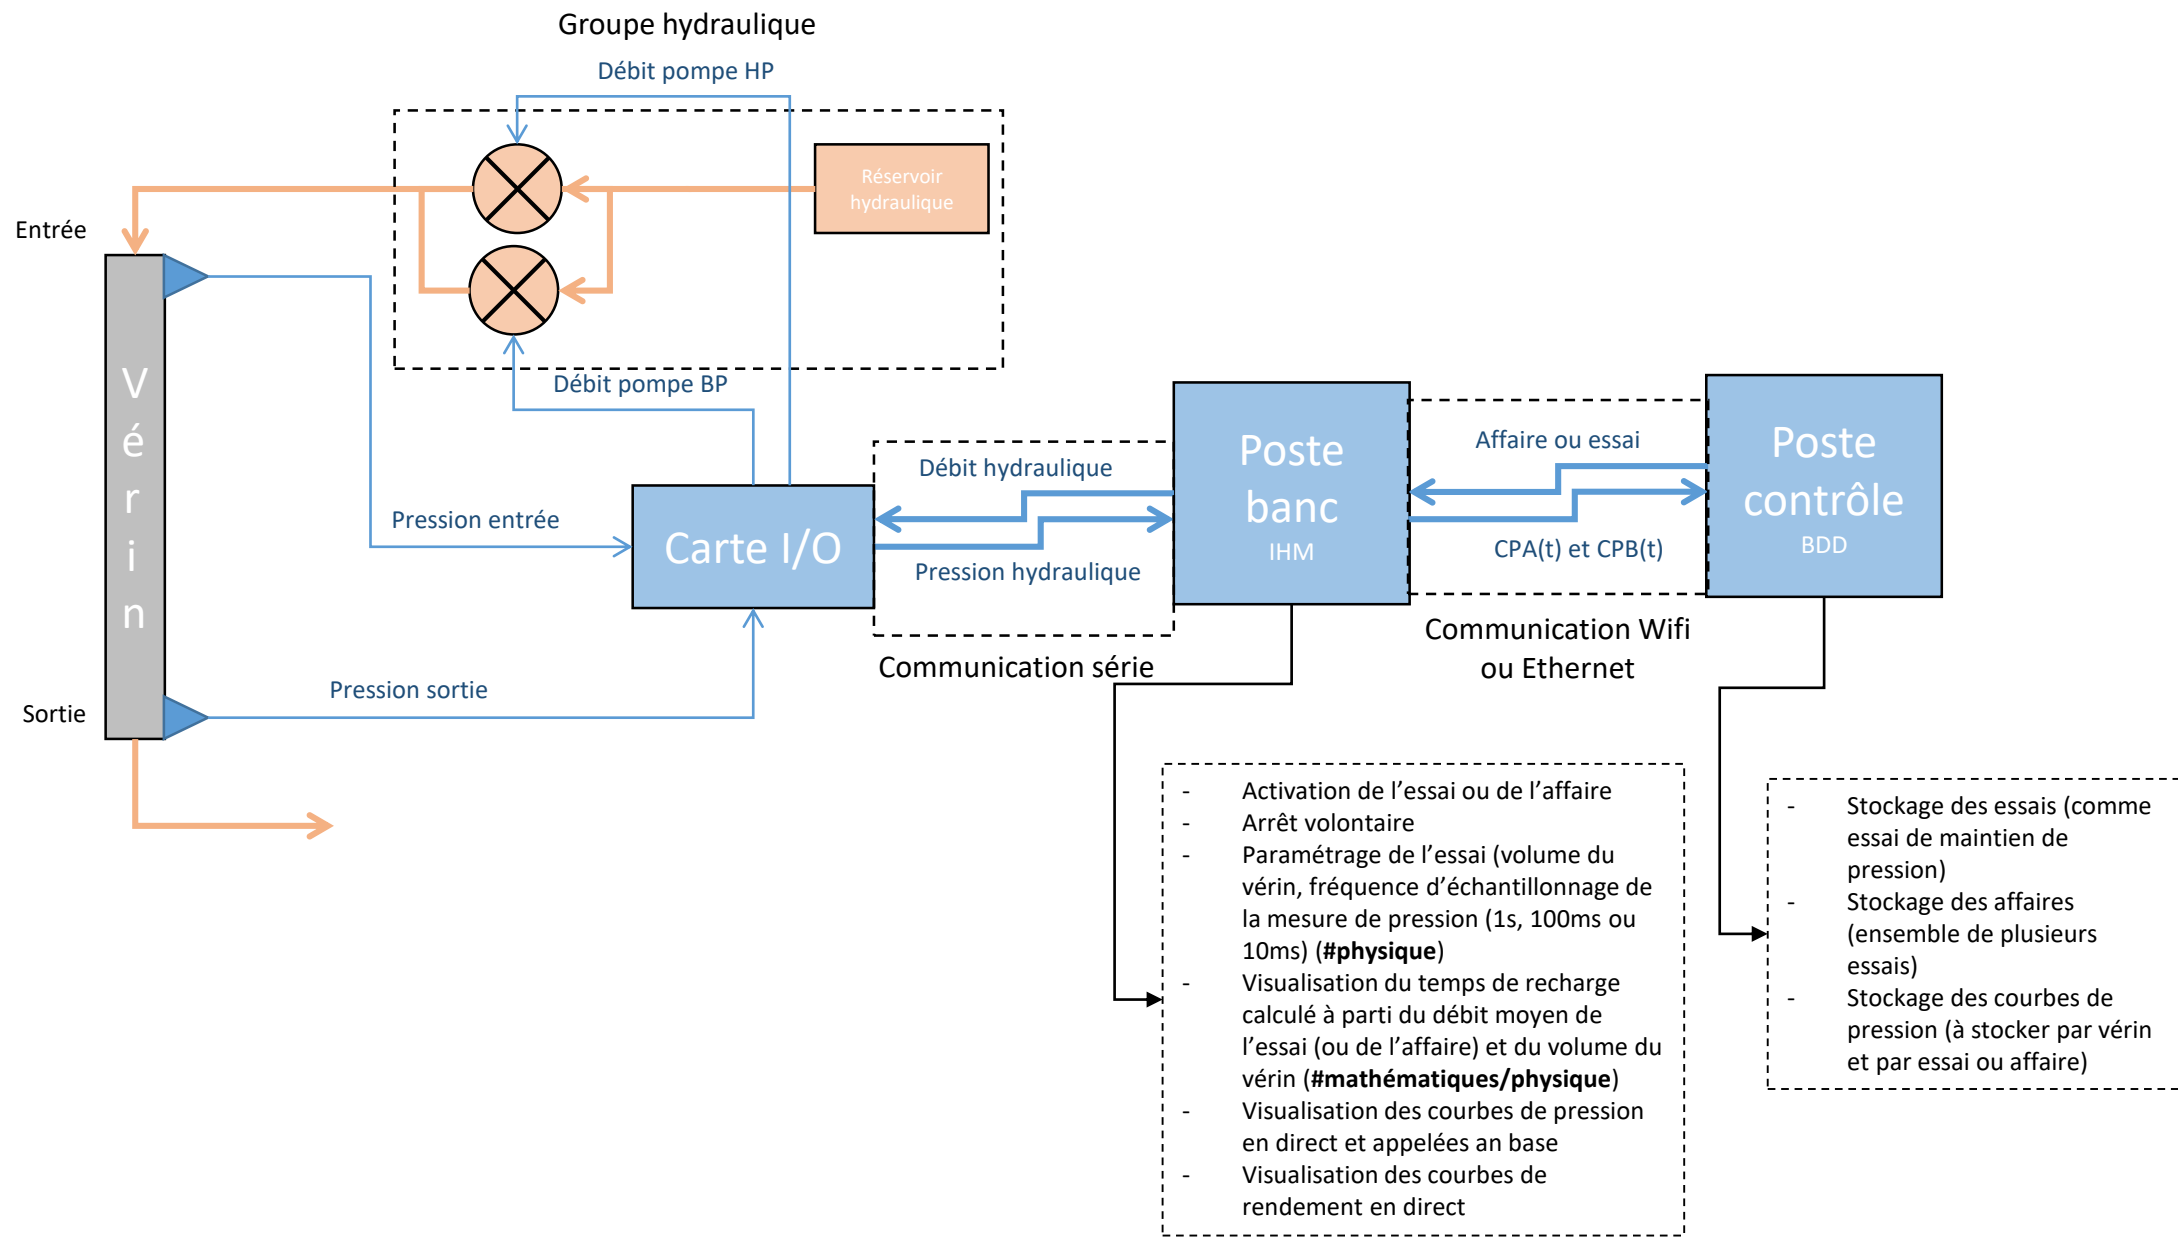 Groupe hydraulique
Débit pompe HP
Réservoir
hydraulique
Entrée
Vérin
Débit pompe BP
Pression entrée
Pression sortie
Sortie
Carte I/O
Débit hydraulique
Pression hydraulique
Communication série
Poste
banc
IHM
Affaire ou essai
CPA(t) et CPB(t)
Communication Wifi
ou Ethernet
Poste
contrôle
BDD
- Activation de l’essai ou de l’affaire
- Arrêt volontaire
- Paramétrage de l’essai (volume du
vérin, fréquence d’échantillonnage de
la mesure de pression (1s, 100ms ou
10ms) (#physique)
- Visualisation du temps de recharge
calculé à parti du débit moyen de
l’essai (ou de l’affaire) et du volume du
vérin (#mathématiques/physique)
- Visualisation des courbes de pression
en direct et appelées an base
- Visualisation des courbes de
rendement en direct
- Stockage des essais (comme
essai de maintien de
pression)
- Stockage des affaires
(ensemble de plusieurs
essais)
- Stockage des courbes de
pression (à stocker par vérin
et par essai ou affaire)